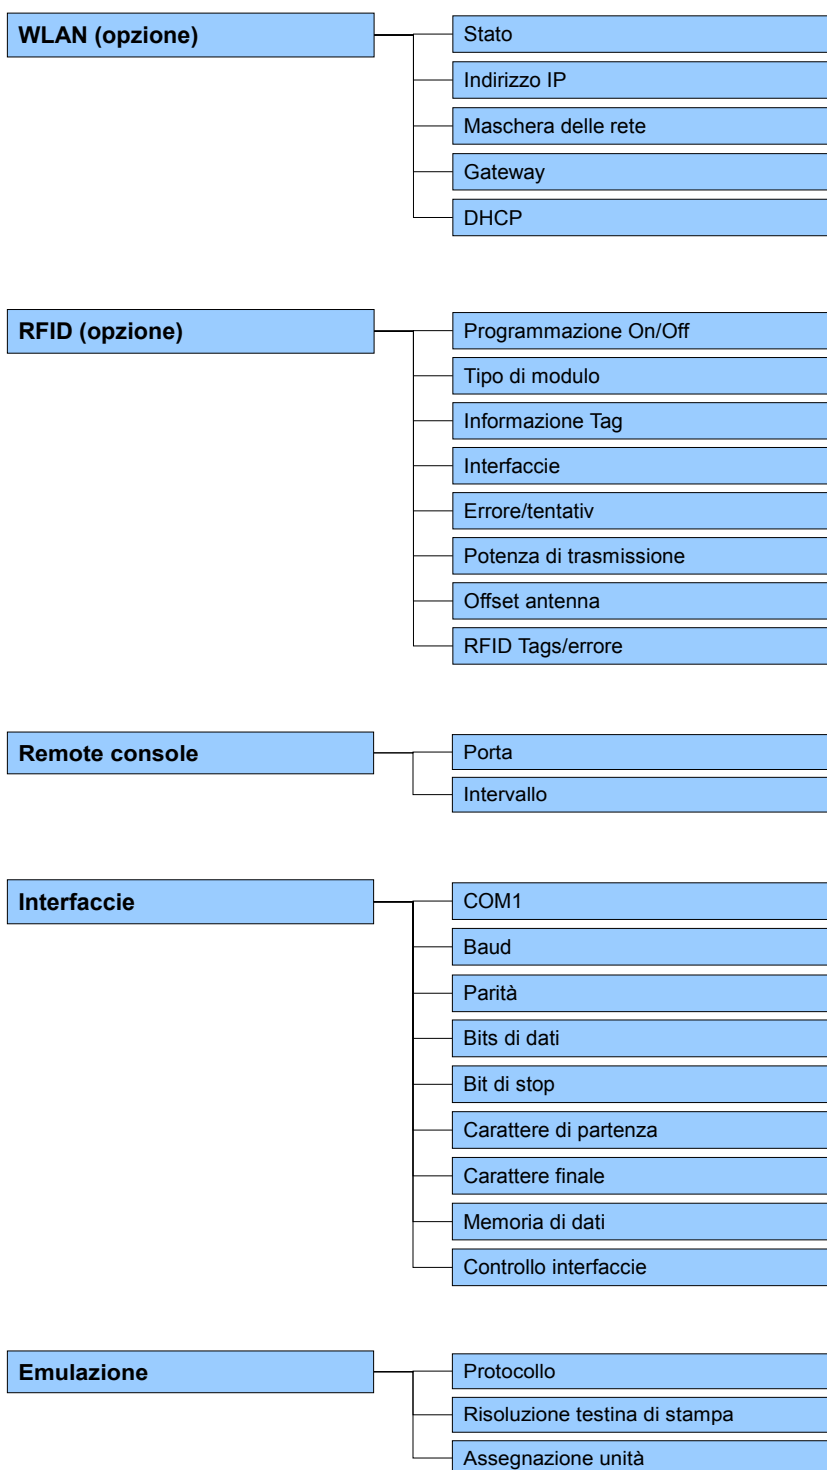 WLAN (opzione)
Stato
Indirizzo IP
Maschera delle rete
Gateway
DHCP
RFID (opzione)
Programmazione On/Off
Tipo di modulo
Informazione Tag
Interfaccie
Errore/tentativ
Potenza di trasmissione
Offset antenna
RFID Tags/errore
Remote console
Porta
Intervallo
Interfaccie
COM1
Baud
Parità
Bits di dati
Bit di stop
Carattere di partenza
Carattere finale
Memoria di dati
Controllo interfaccie
Emulazione
Protocollo
Risoluzione testina di stampa
Assegnazione unità